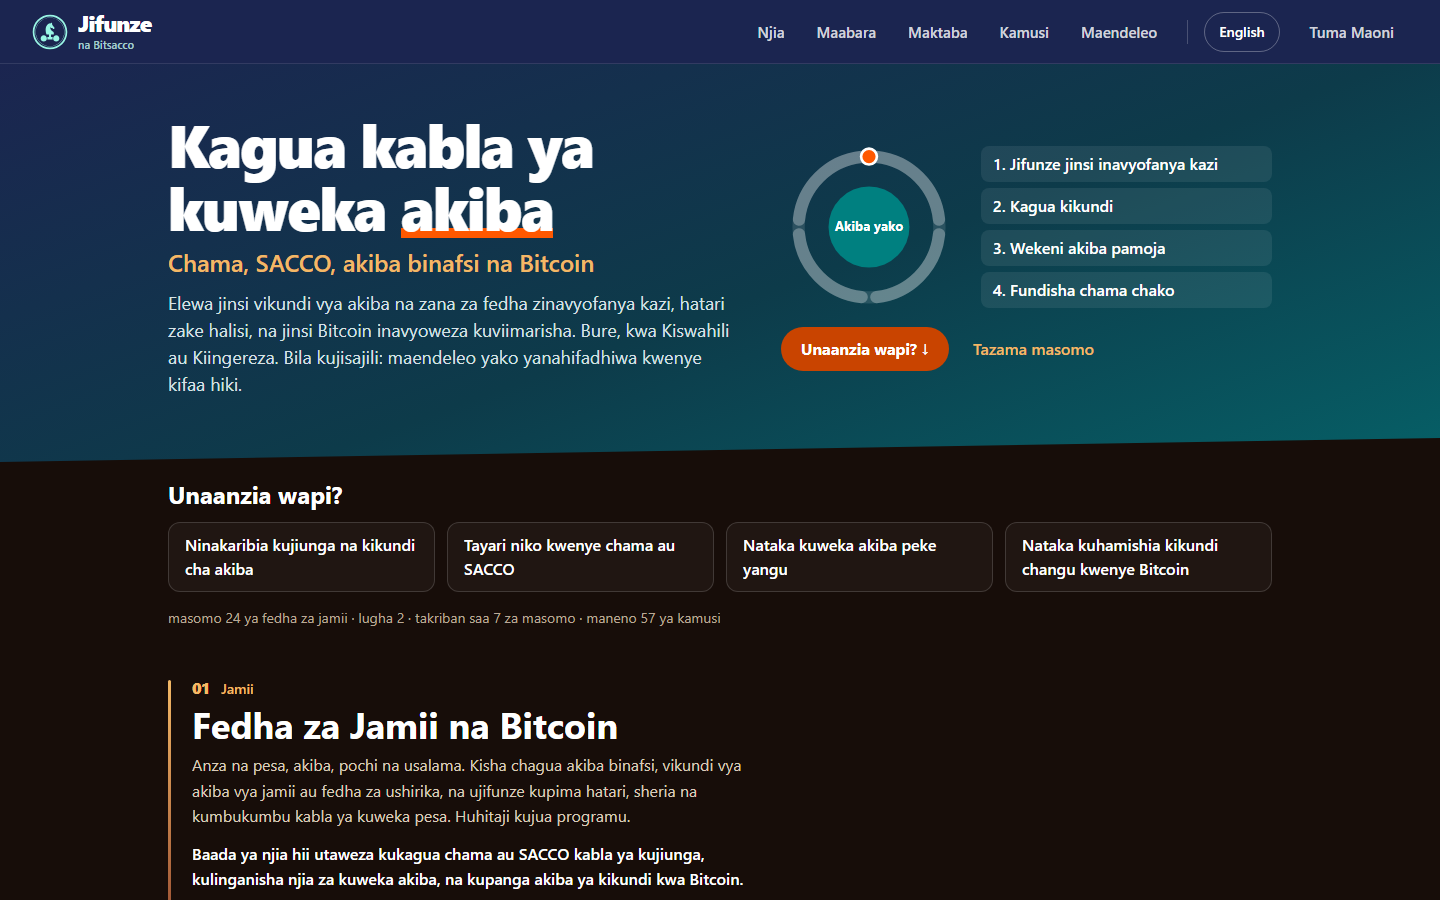 Jifunze
na Bitsacco
Njia
Maabara
Maktaba
Kamusi
Maendeleo
English
Tuma Maoni
Kagua kabla ya
kuweka akiba
Chama, SACCO, akiba binafsi na Bitcoin
Elewa jinsi vikundi vya akiba na zana za fedha zinavyofanya kazi, hatari
zake halisi, na jinsi Bitcoin inavyoweza kuviimarisha. Bure, kwa Kiswahili
au Kiingereza. Bila kujisajili: maendeleo yako yanahifadhiwa kwenye
kifaa hiki.
Akiba yako
1. Jifunze jinsi inavyofanya kazi
2. Kagua kikundi
3. Wekeni akiba pamoja
4. Fundisha chama chako
Unaanzia wapi? ↓
Tazama masomo
Unaanzia wapi?
Ninakaribia kujiunga na kikundi
cha akiba
Tayari niko kwenye chama au
SACCO
Nataka kuweka akiba peke
yangu
Nataka kuhamishia kikundi
changu kwenye Bitcoin
masomo 24 ya fedha za jamii · lugha 2 · takriban saa 7 za masomo · maneno 57 ya kamusi
01 Jamii
Fedha za Jamii na Bitcoin
Anza na pesa, akiba, pochi na usalama. Kisha chagua akiba binafsi, vikundi vya
akiba vya jamii au fedha za ushirika, na ujifunze kupima hatari, sheria na
kumbukumbu kabla ya kuweka pesa. Huhitaji kujua programu.
Baada ya njia hii utaweza kukagua chama au SACCO kabla ya kujiunga,
kulinganisha njia za kuweka akiba, na kupanga akiba ya kikundi kwa Bitcoin.